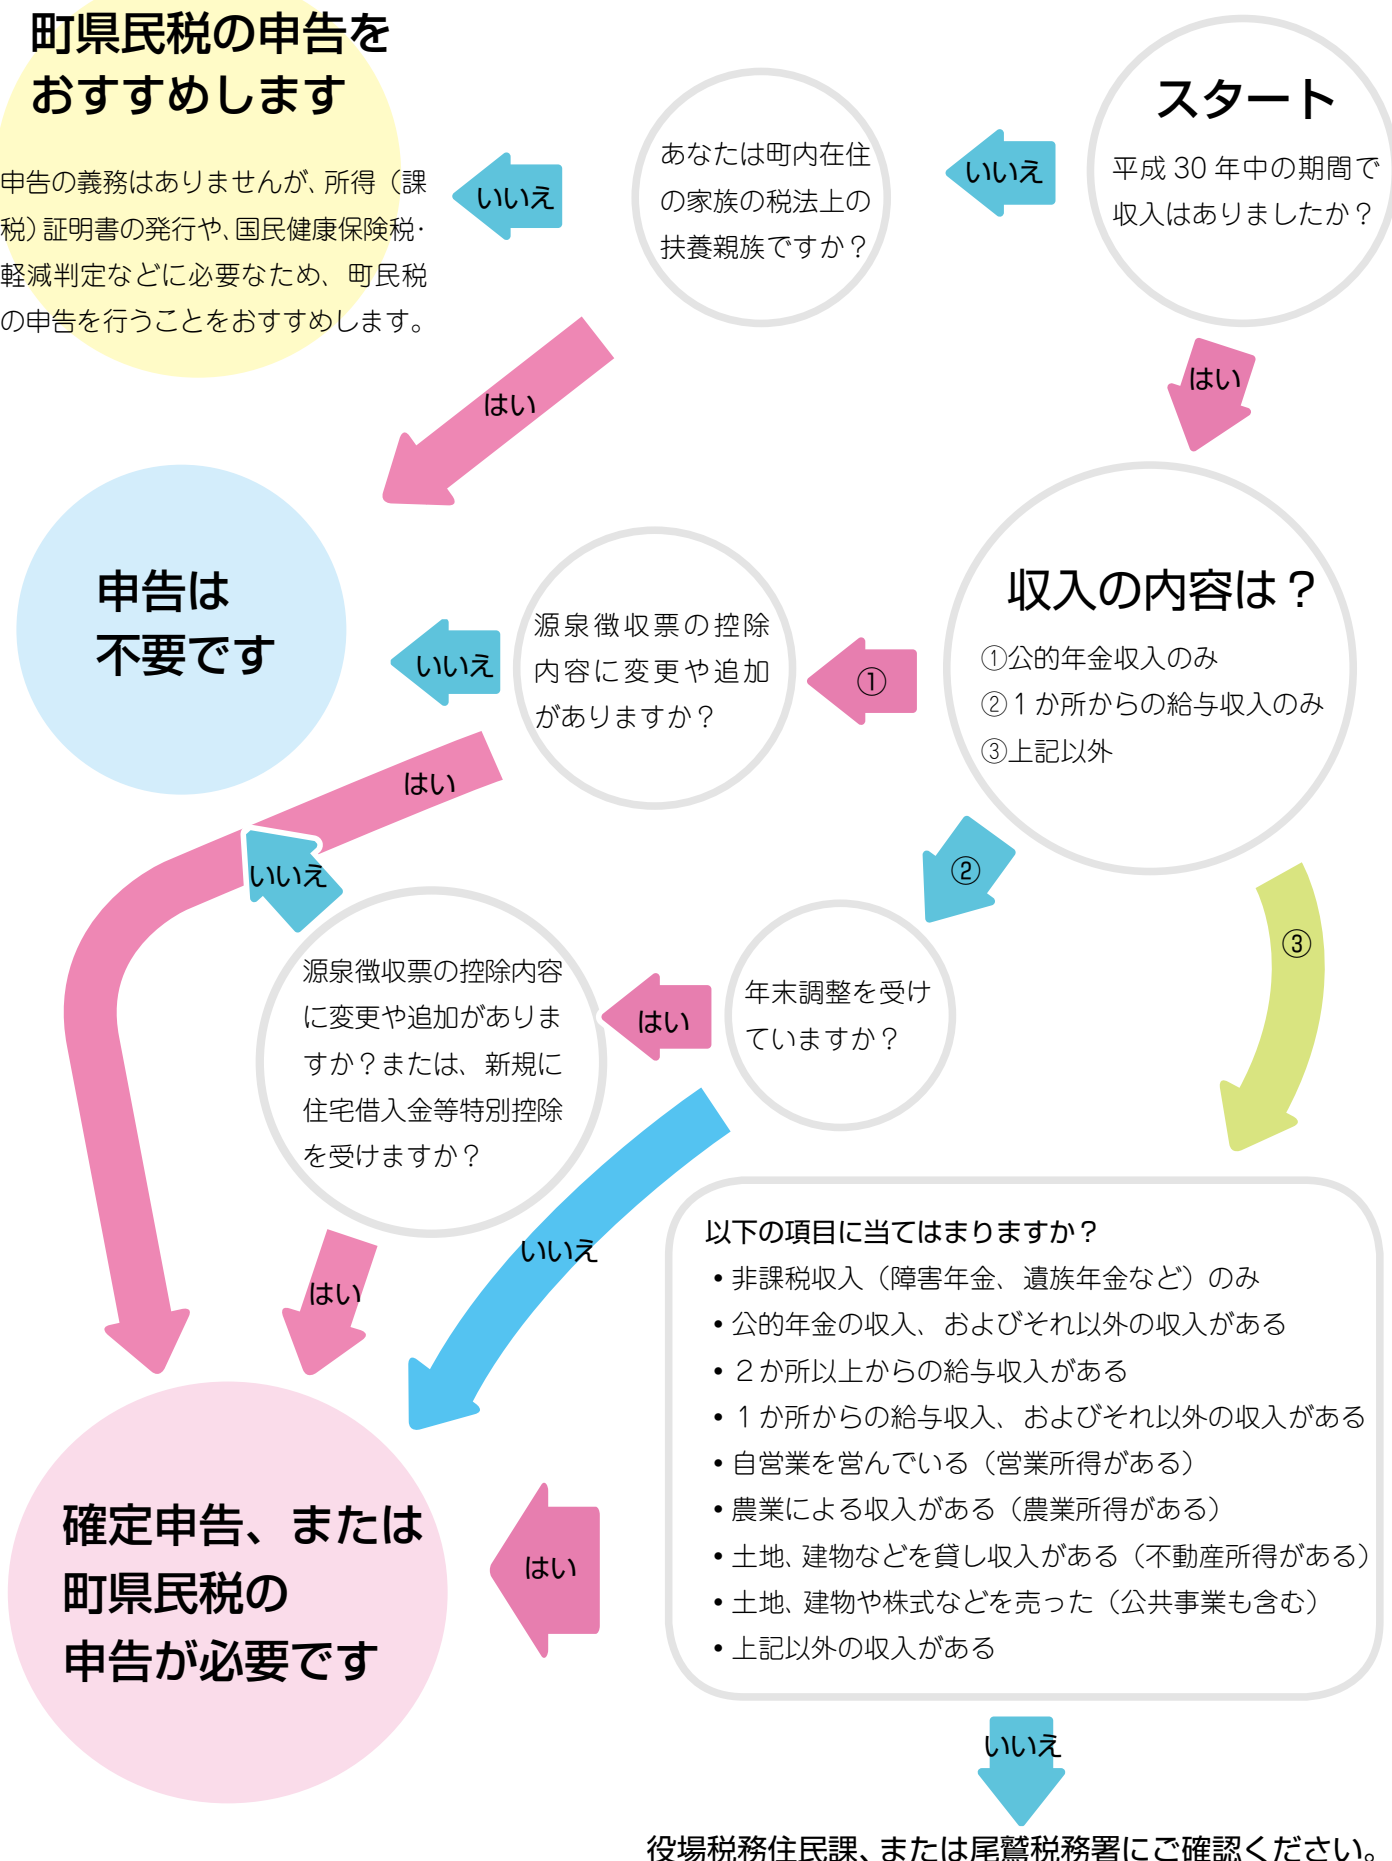 スタート
平成 30 年中の期間で
収入はありましたか？
いいえ
はい
あなたは町内在住
の家族の税法上の
扶養親族ですか？
いいえ
はい
町県民税の申告を
おすすめします
申告の義務はありませんが、所得（課
税）証明書の発行や、国民健康保険税・
軽減判定などに必要なため、町民税
の申告を行うことをおすすめします。
収入の内容は？
①公的年金収入のみ
②１か所からの給与収入のみ
③上記以外
①
②
③
源泉徴収票の控除
内容に変更や追加
がありますか？
いいえ
はい
申告は
不要です
年末調整を受け
ていますか？
はい
いいえ
源泉徴収票の控除内容
に変更や追加がありま
すか？または、新規に
住宅借入金等特別控除
を受けますか？
いいえ
はい
以下の項目に当てはまりますか？
• 非課税収入（障害年金、遺族年金など）のみ
• 公的年金の収入、およびそれ以外の収入がある
• ２か所以上からの給与収入がある
• １か所からの給与収入、およびそれ以外の収入がある
• 自営業を営んでいる（営業所得がある）
• 農業による収入がある（農業所得がある）
• 土地、建物などを貸し収入がある（不動産所得がある）
• 土地、建物や株式などを売った（公共事業も含む）
• 上記以外の収入がある
はい
いいえ
確定申告、または
町県民税の
申告が必要です
役場税務住民課、または尾鷲税務署にご確認ください。